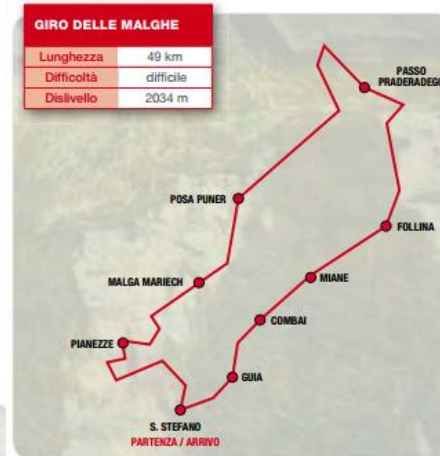 GIRO DELLE MALGHE
Lunghezza 49 km
Difficoltà difficile
Dislivello 2034 m
PASSO
PRADERADEGO
POSA PUNER
FOLLINA
MALGA MARIECH
MIANE
COMBAI
PIANEZZE
GUIA
S. STEFANO
PARTENZA / ARRIVO